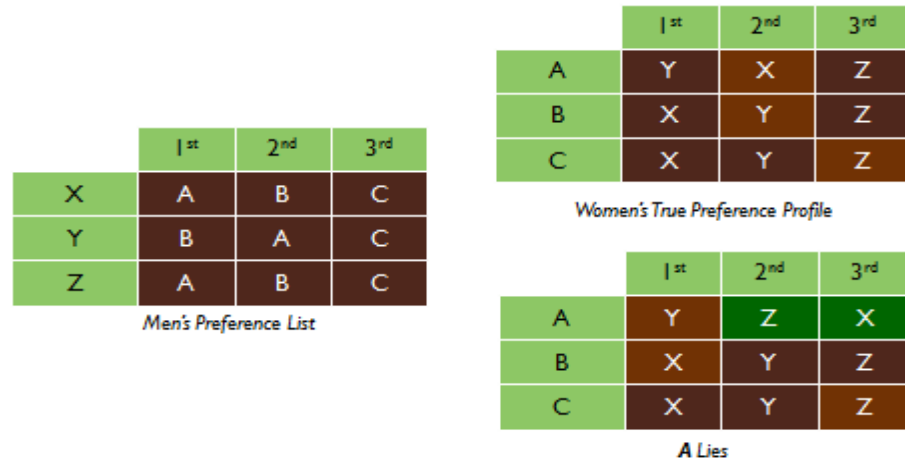 1st 2nd 3rd
X A B C
Y B A C
Z A B C
Men's Preference List
1st 2nd 3rd
A Y X Z
B X Y Z
C X Y Z
Women's True Preference Profile
1st 2nd 3rd
A Y Z X
B X Y Z
C X Y Z
A Lies